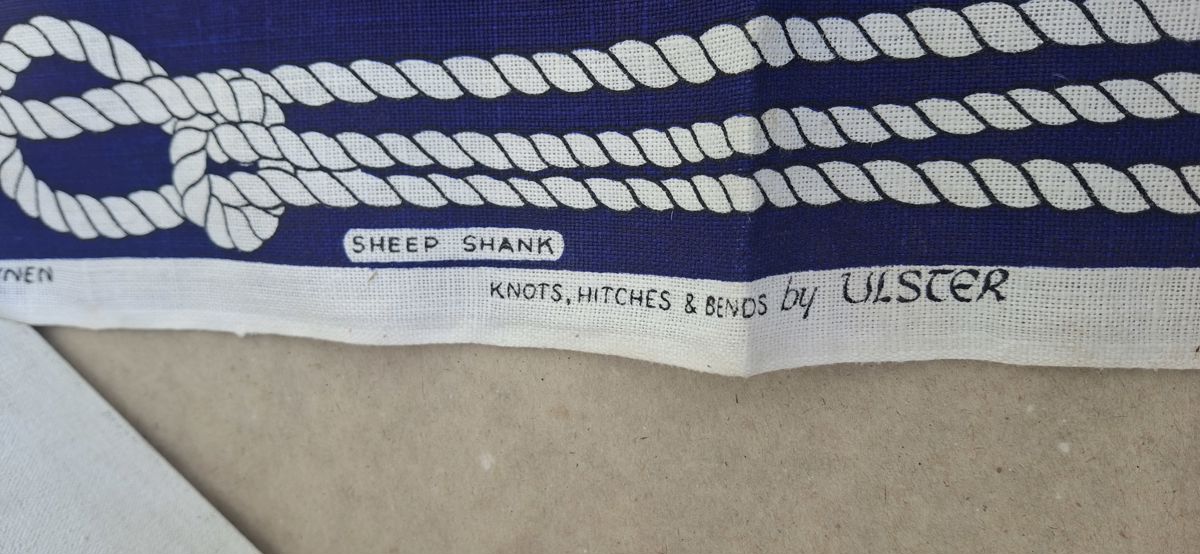 SHEEP SHANK
KNOTS, HITCHES & BENDS by ULSTER